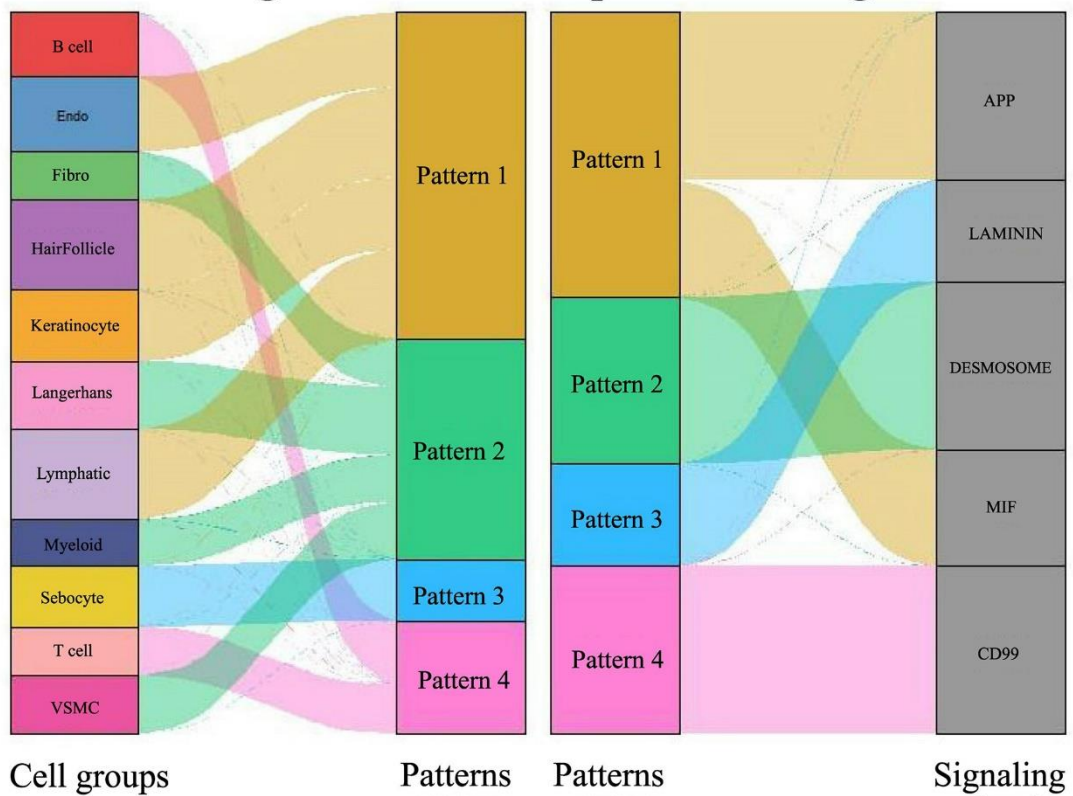 B cell
Endo
Fibro
HairFollicle
Keratinocyte
Langerhans
Lymphatic
Myeloid
Sebocyte
T cell
VSMC
Pattern 1
Pattern 2
Pattern 3
Pattern 4
Cell groups
Patterns
Pattern 1
Pattern 2
Pattern 3
Pattern 4
APP
LAMININ
DESMOSOME
MIF
CD99
Patterns
Signaling